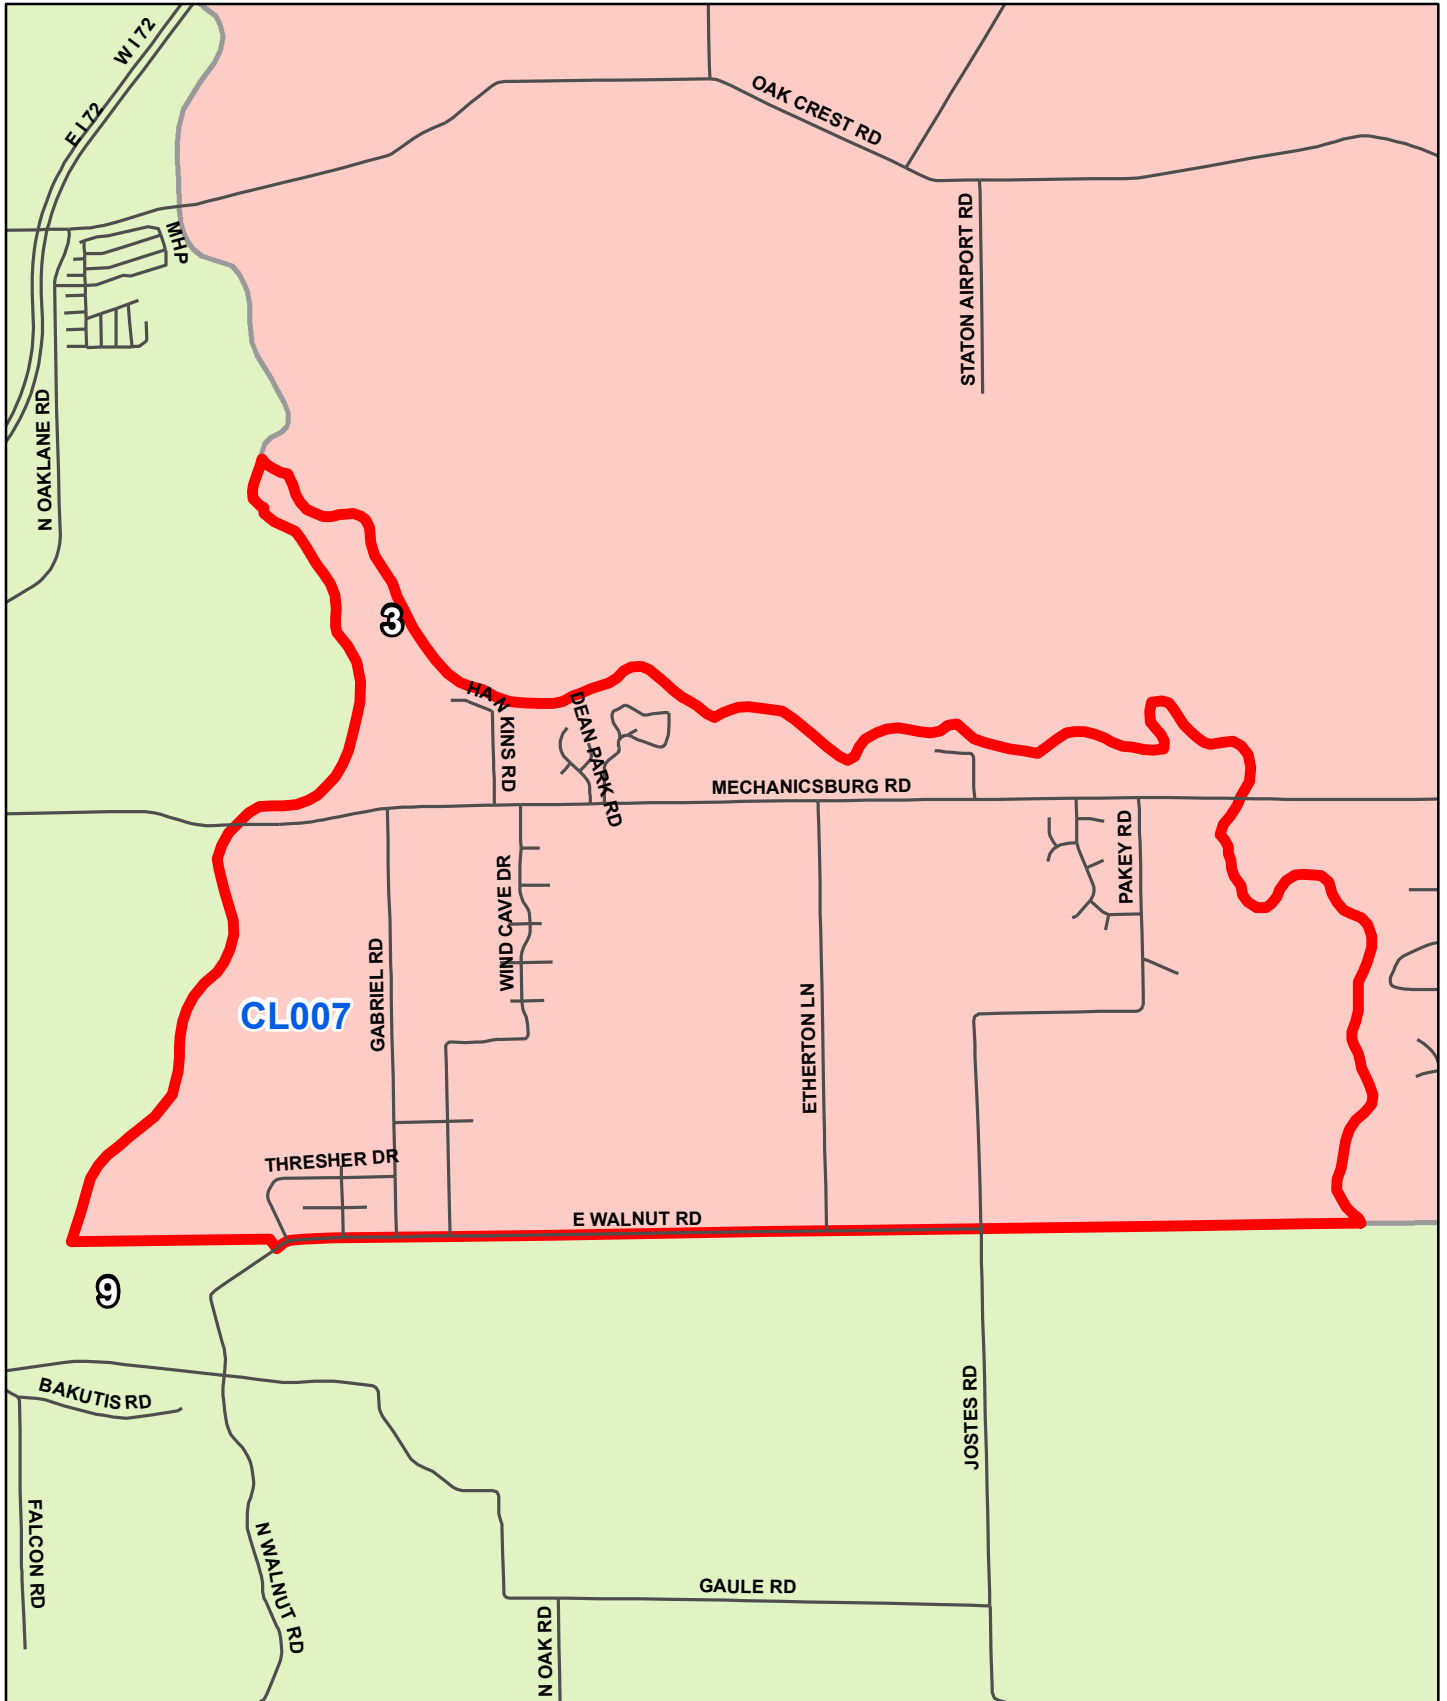 W I 72
E I 72
OAK CREST RD
MHP
STATON AIRPORT RD
N OAKLANE RD
3
HANKINS RD
DEAN PARK RD
MECHANICSBURG RD
PAKEY RD
WIND CAVE DR
GABRIEL RD
CL007
ETHERTON LN
THRESHER DR
E WALNUT RD
9
BAKUTIS RD
JOSTES RD
FALCON RD
N WALNUT RD
GAULE RD
N OAK RD